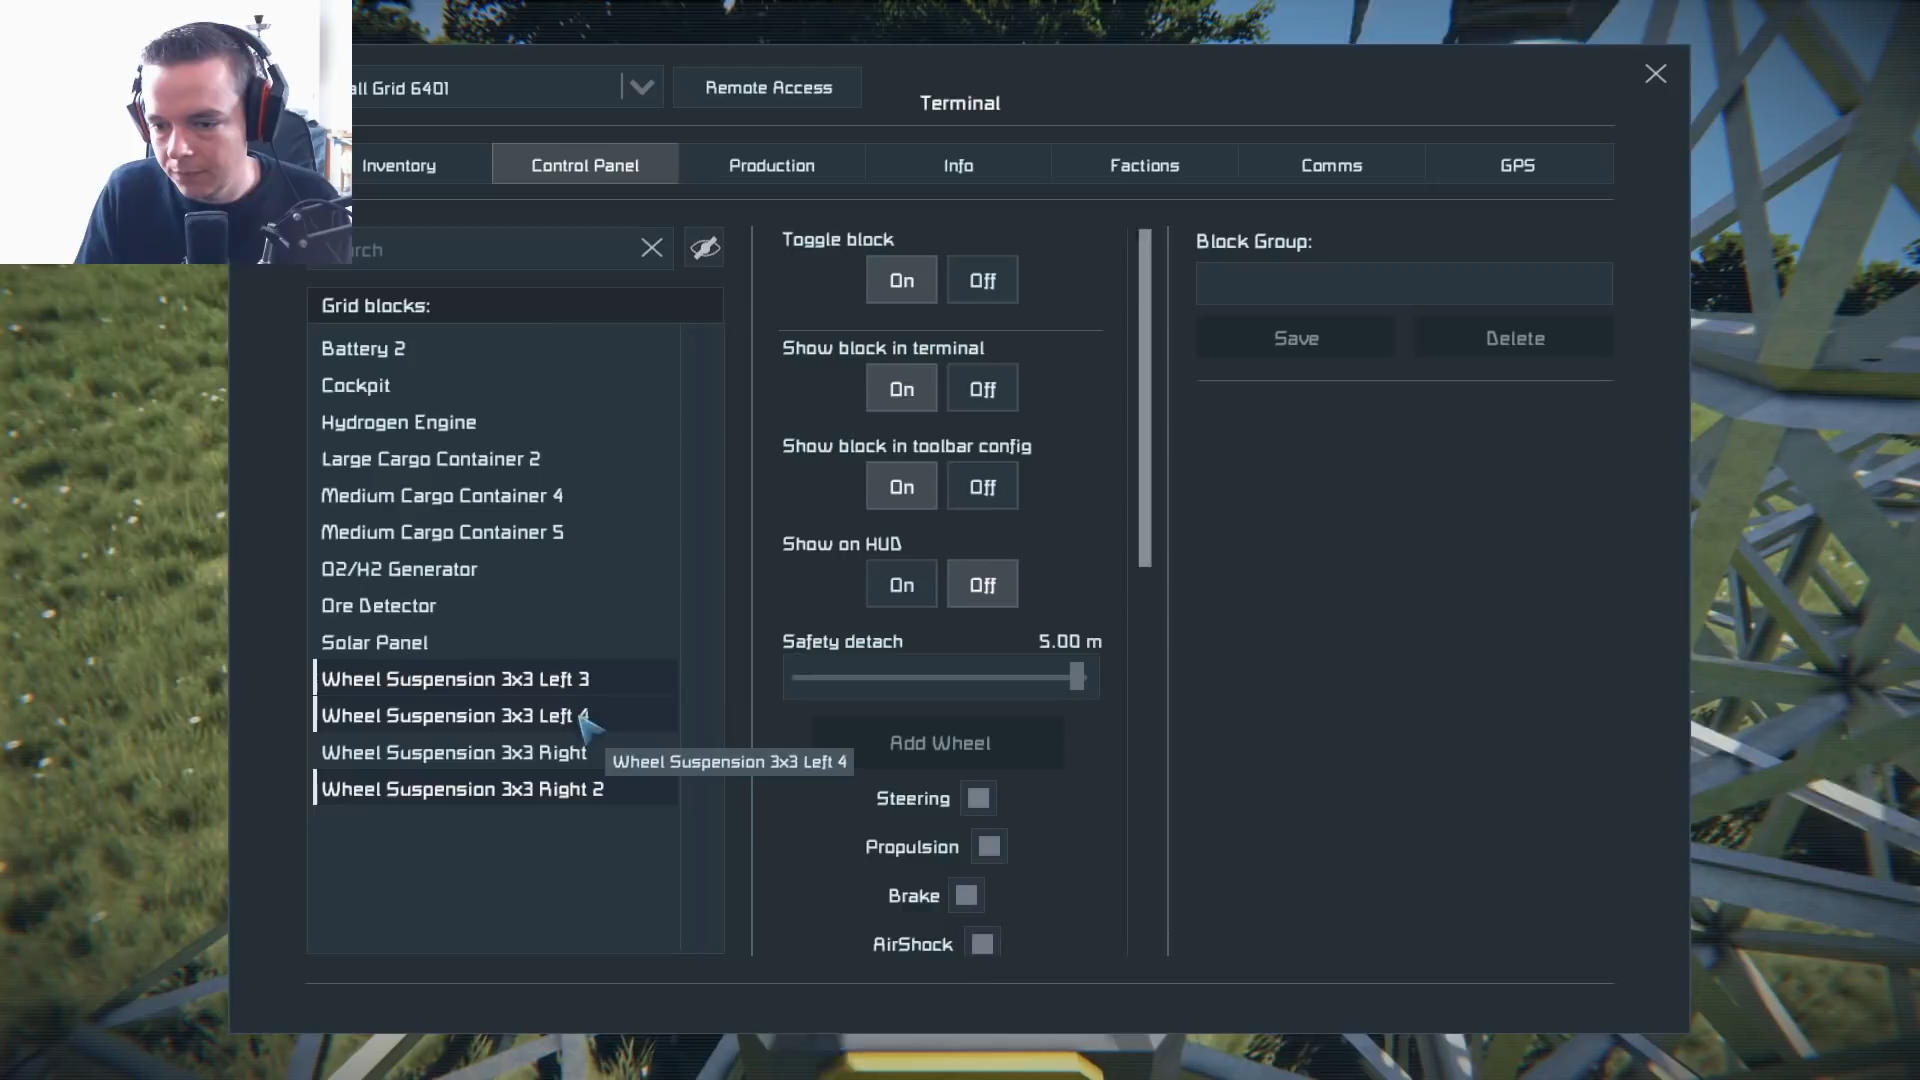 all Grid 6401
Remote Access
Terminal
Inventory
Control Panel
Production
Info
Factions
Comms
GPS
arch
Grid blocks:
Battery 2
Cockpit
Hydrogen Engine
Large Cargo Container 2
Medium Cargo Container 4
Medium Cargo Container 5
O2/H2 Generator
Ore Detector
Solar Panel
Wheel Suspension 3x3 Left 3
Wheel Suspension 3x3 Left 4
Wheel Suspension 3x3 Right
Wheel Suspension 3x3 Right 2
Wheel Suspension 3x3 Left 4
Toggle block
On Off
Show block in terminal
On Off
Show block in toolbar config
On Off
Show on HUD
On Off
Safety detach 5.00 m
Add Wheel
Steering
Propulsion
Brake
AirShock
Block Group:
Save Delete